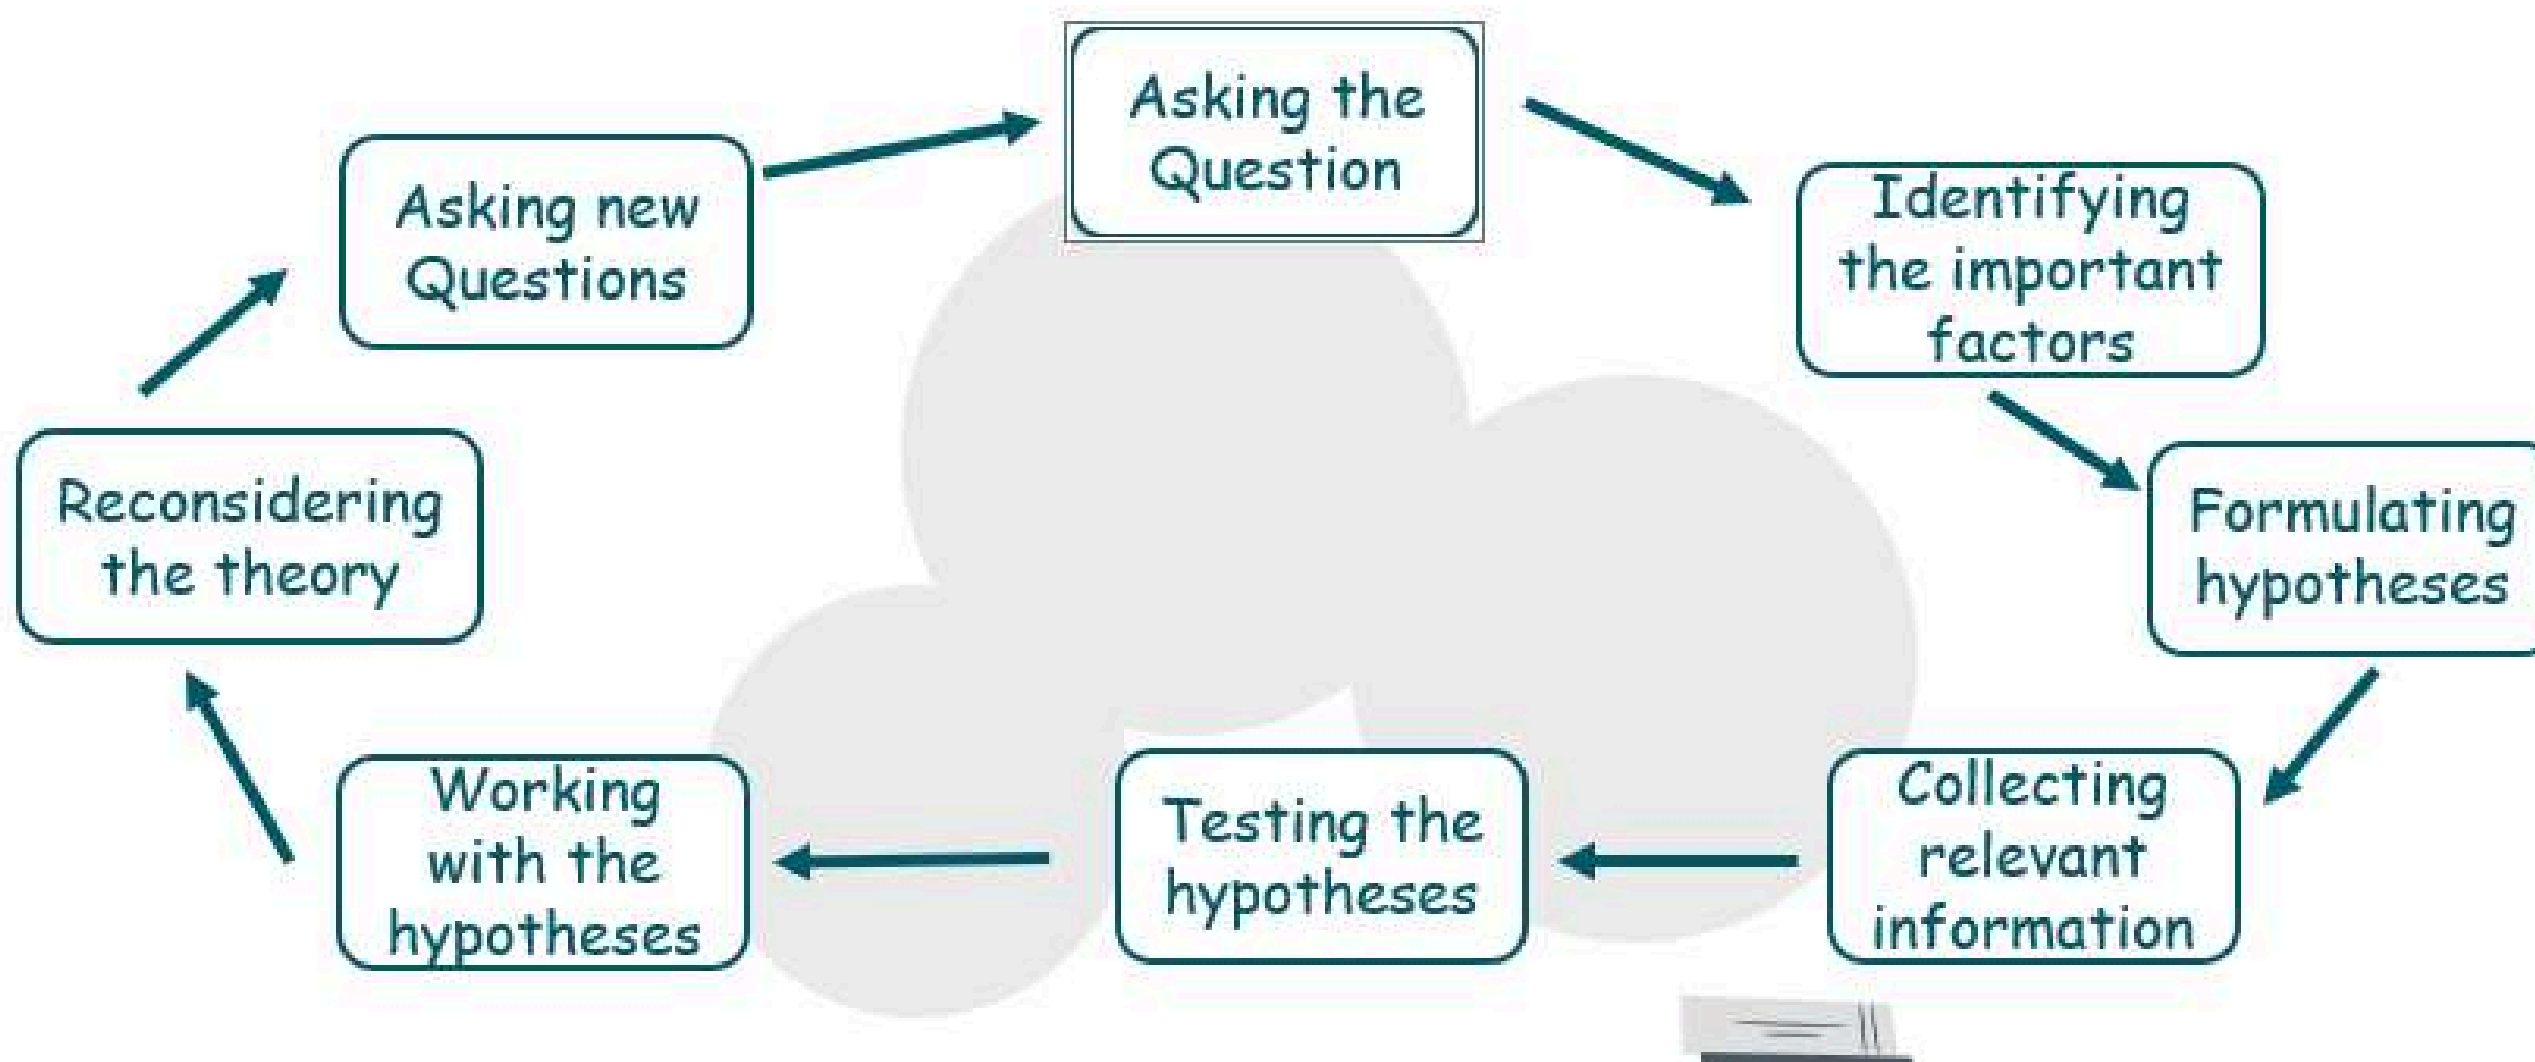 Asking the
Question
Identifying
the important
factors
Formulating
hypotheses
Collecting
relevant
information
Testing the
hypotheses
Working
with the
hypotheses
Reconsidering
the theory
Asking new
Questions